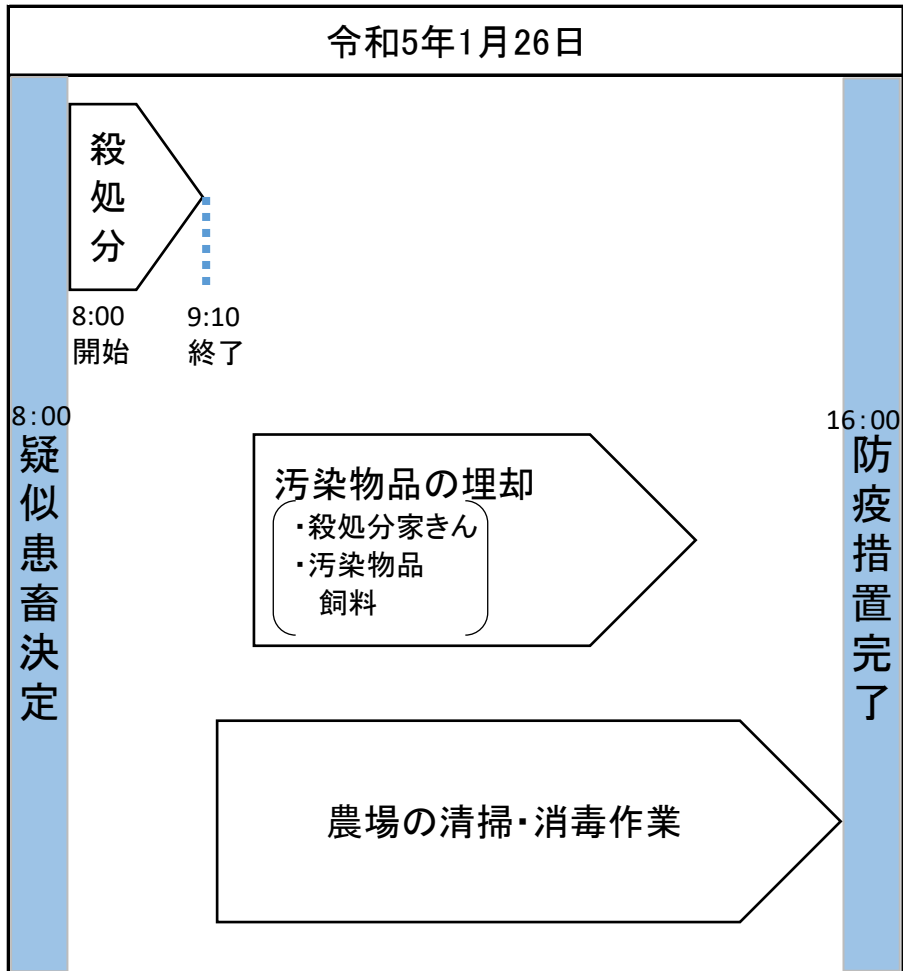 令和5年1月26日
殺処分
8:00
開始
9:10
終了
8:00
疑似患畜決定
16:00
防疫措置完了
汚染物品の埋却
・殺処分家きん
・汚染物品
飼料
農場の清掃・消毒作業